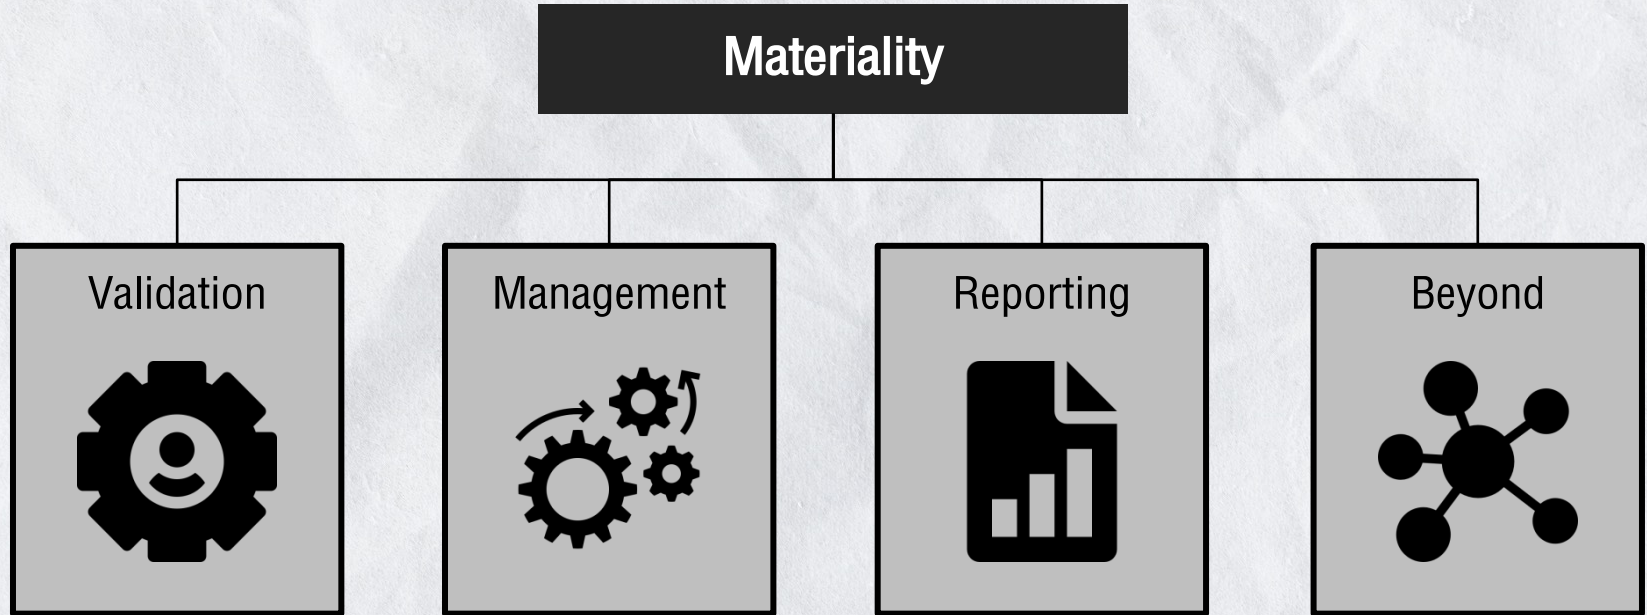 Materiality
Validation
Management
Reporting
Beyond